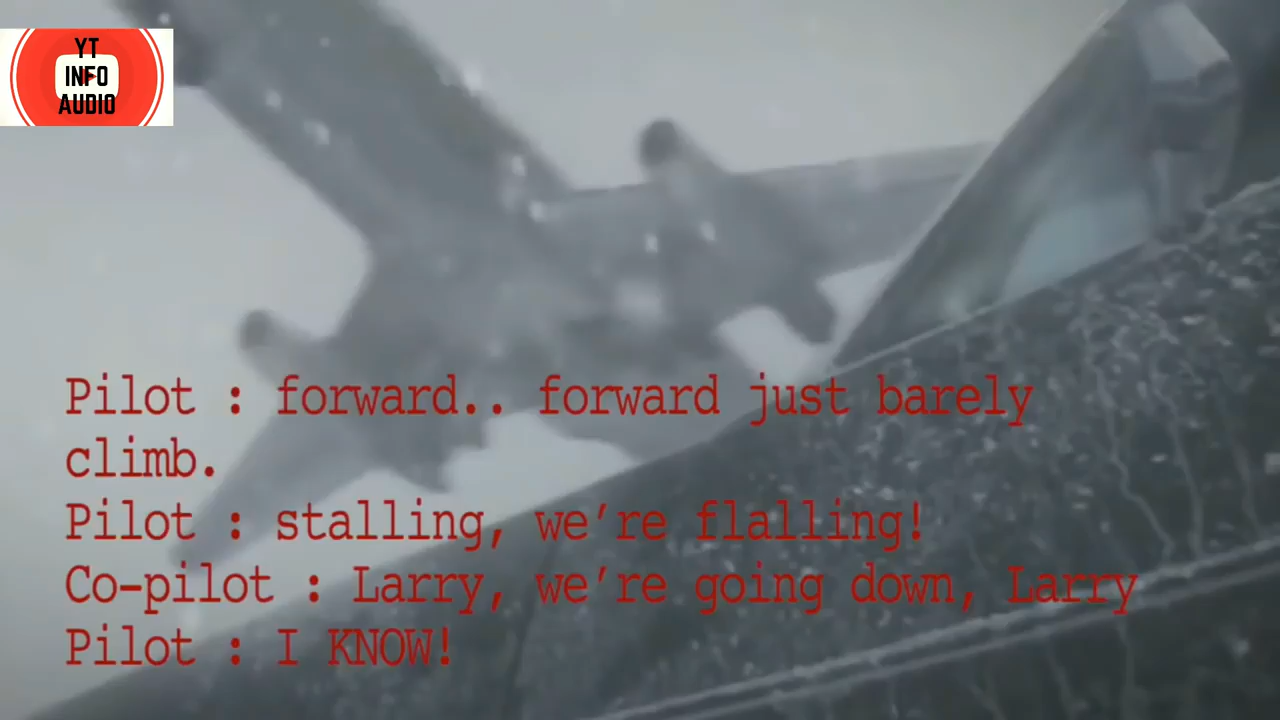 YT
INFO
AUDIO
Pilot : forward.. forward just barely
climb.
Pilot : stalling, we're flalling!
Co-pilot : Larry, we're going down, Larry
Pilot : I KNOW!